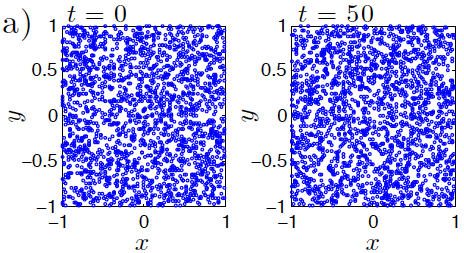 a) t = 0 t = 50
1 1
0.5 0.5
y 0 y 0
−0.5 −0.5
−1 −1
−1 0 1 −1 0 1
x x